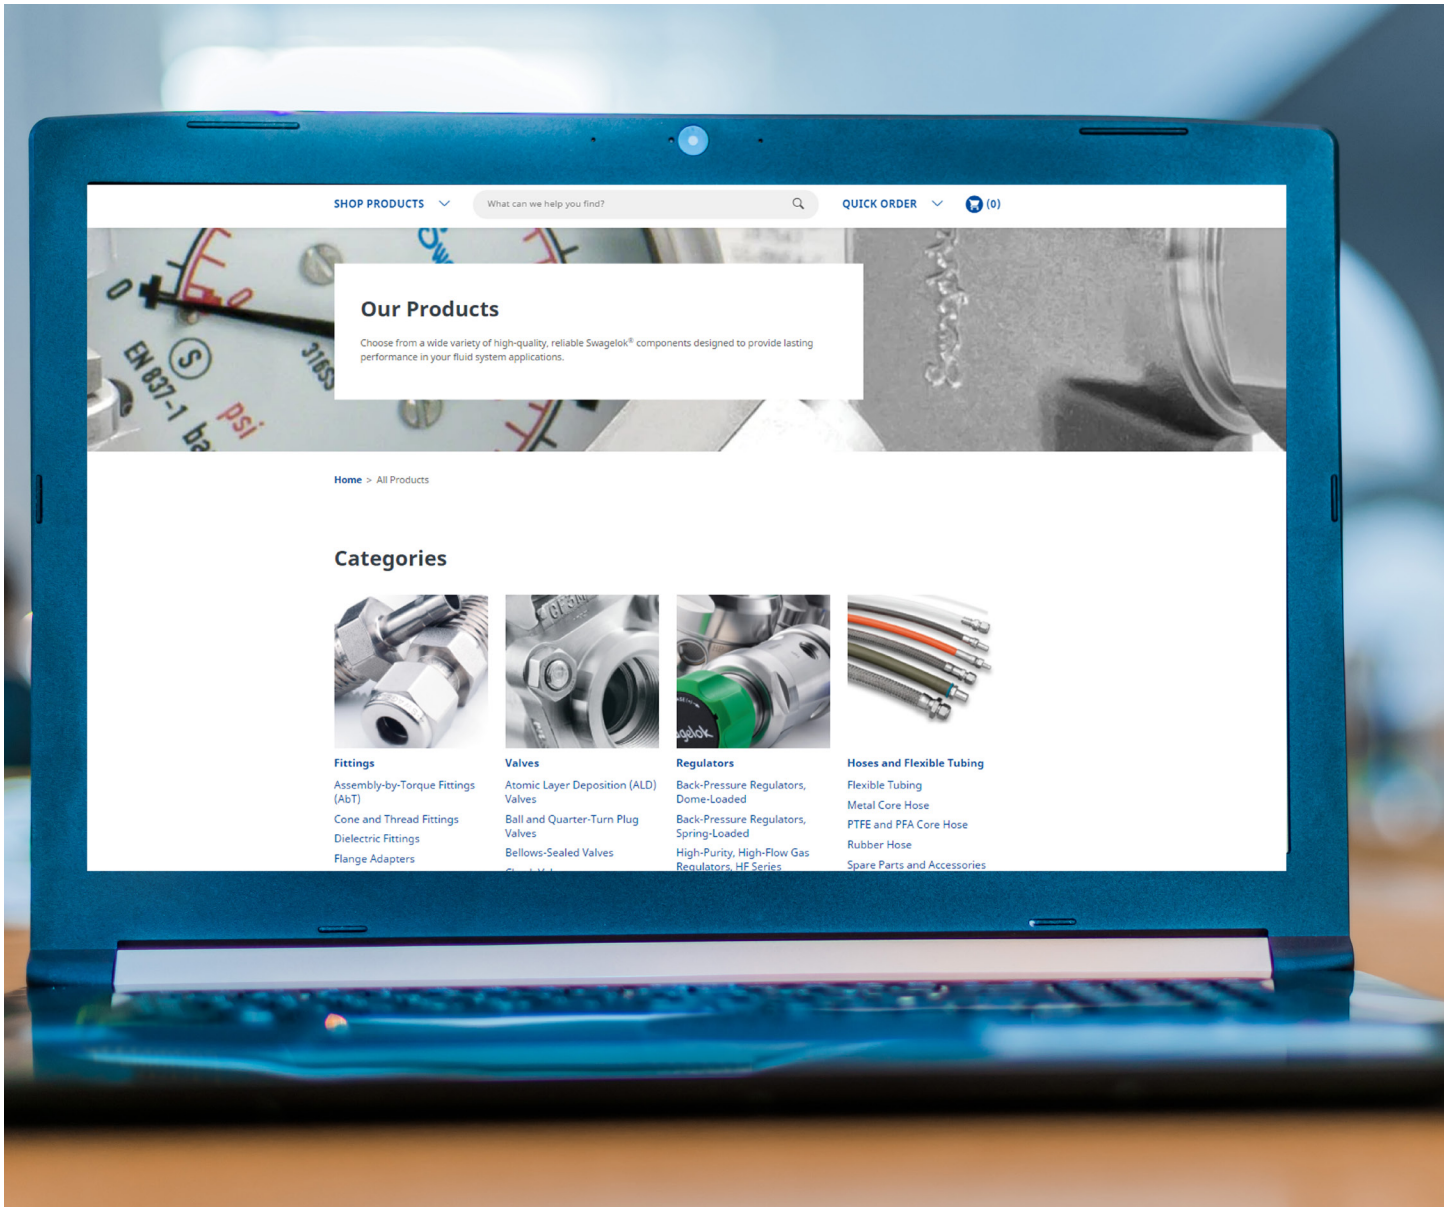 SHOP PRODUCTS
What can we help you find?
QUICK ORDER
(0)
0
0
EN 837-1
S
psi
316SS
Our Products
Choose from a wide variety of high-quality, reliable Swagelok® components designed to provide lasting
performance in your fluid system applications.
Home > All Products
Categories
CF3M
agelok
Fittings
Assembly-by-Torque Fittings
(AbT)
Cone and Thread Fittings
Dielectric Fittings
Flange Adapters
Valves
Atomic Layer Deposition (ALD)
Valves
Ball and Quarter-Turn Plug
Valves
Bellows-Sealed Valves
Regulators
Back-Pressure Regulators,
Dome-Loaded
Back-Pressure Regulators,
Spring-Loaded
High-Purity, High-Flow Gas
Regulators, HF Series
Hoses and Flexible Tubing
Flexible Tubing
Metal Core Hose
PTFE and PFA Core Hose
Rubber Hose
Spare Parts and Accessories